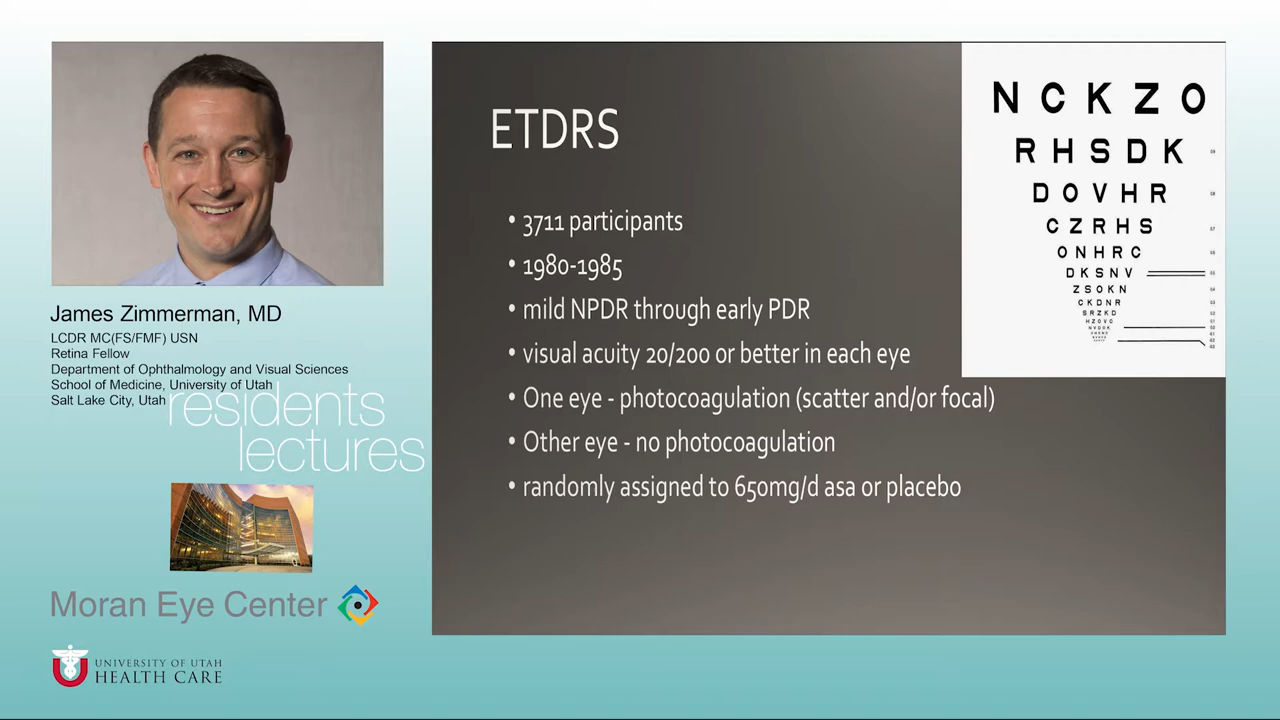 James Zimmerman, MD
LCDR MC(FS/FMF) USN
Retina Fellow
Department of Ophthalmology and Visual Sciences
School of Medicine, University of Utah
Salt Lake City, Utah
residents
lectures
Moran Eye Center
UNIVERSITY OF UTAH
HEALTH CARE
ETDRS
• 3711 participants
• 1980-1985
• mild NPDR through early PDR
• visual acuity 20/200 or better in each eye
• One eye - photocoagulation (scatter and/or focal)
• Other eye - no photocoagulation
• randomly assigned to 650mg/d asa or placebo
N C K Z O
R H S D K
D O V H R
C Z R H S
O N H R C
D K S N V
Z S O K N
C K D N R
S R Z K D
H Z O V C